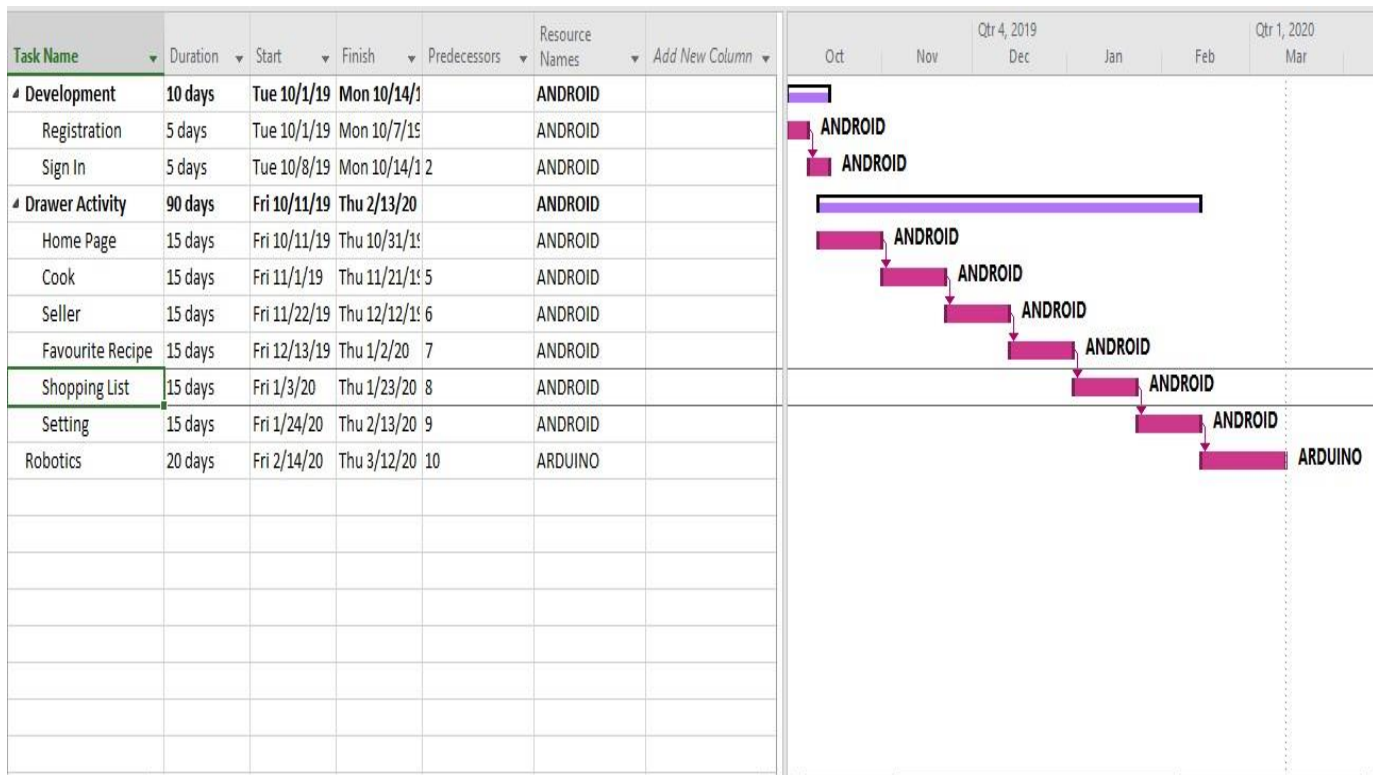 Qtr 4, 2019 Qtr 1, 2020
Task Name Duration Start Finish Predecessors Resource Names Add New Column Oct Nov Dec Jan Feb Mar
Development 10 days Tue 10/1/19 Mon 10/14/1 ANDROID
Registration 5 days Tue 10/1/19 Mon 10/7/19 ANDROID ANDROID
Sign In 5 days Tue 10/8/19 Mon 10/14/1 2 ANDROID ANDROID
Drawer Activity 90 days Fri 10/11/19 Thu 2/13/20 ANDROID
Home Page 15 days Fri 10/11/19 Thu 10/31/19 ANDROID ANDROID
Cook 15 days Fri 11/1/19 Thu 11/21/19 5 ANDROID ANDROID
Seller 15 days Fri 11/22/19 Thu 12/12/19 6 ANDROID ANDROID
Favourite Recipe 15 days Fri 12/13/19 Thu 1/2/20 7 ANDROID ANDROID
Shopping List 15 days Fri 1/3/20 Thu 1/23/20 8 ANDROID ANDROID
Setting 15 days Fri 1/24/20 Thu 2/13/20 9 ANDROID ANDROID
Robotics 20 days Fri 2/14/20 Thu 3/12/20 10 ARDUINO ARDUINO